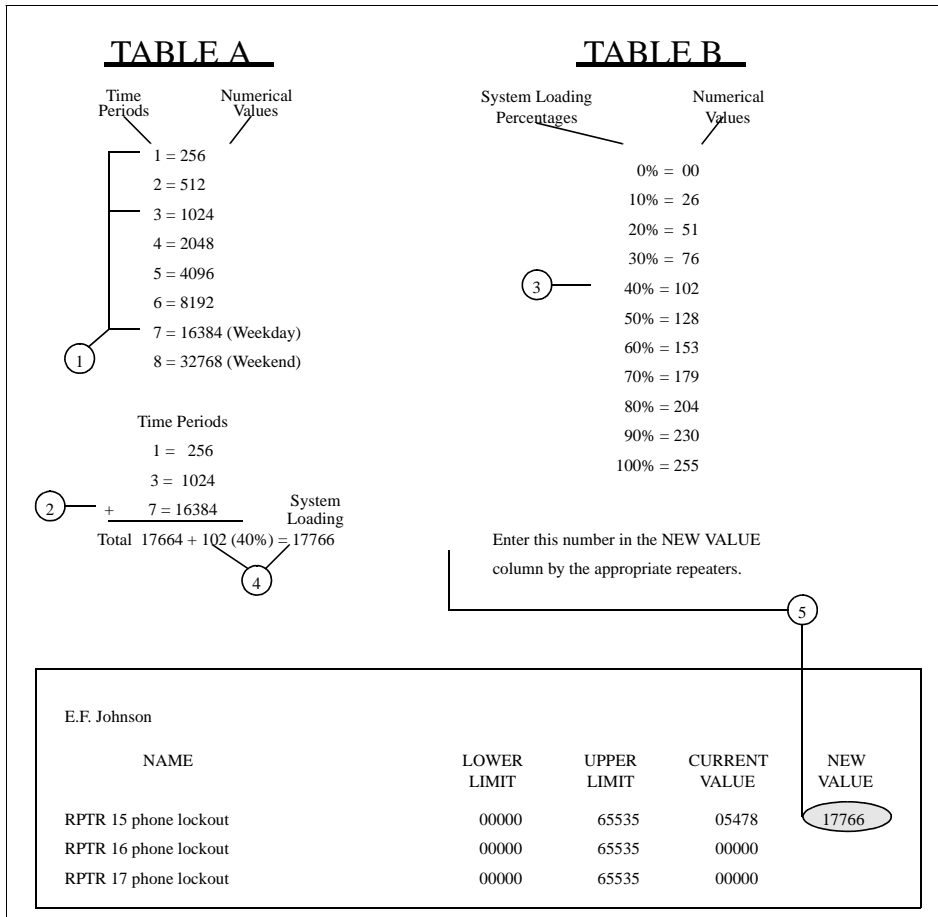 TABLE A
Time
Periods
Numerical
Values
1 = 256
2 = 512
3 = 1024
4 = 2048
5 = 4096
6 = 8192
7 = 16384 (Weekday)
8 = 32768 (Weekend)
1
Time Periods
1 = 256
3 = 1024
2
+ 7 = 16384
System
Loading
Total 17664 + 102 (40%) = 17766
4
TABLE B
System Loading
Percentages
Numerical
Values
0% = 00
10% = 26
20% = 51
30% = 76
3
40% = 102
50% = 128
60% = 153
70% = 179
80% = 204
90% = 230
100% = 255
Enter this number in the NEW VALUE
column by the appropriate repeaters.
5
E.F. Johnson
NAME LOWER UPPER CURRENT NEW
LIMIT LIMIT VALUE VALUE
RPTR 15 phone lockout 00000 65535 05478 17766
RPTR 16 phone lockout 00000 65535 00000
RPTR 17 phone lockout 00000 65535 00000